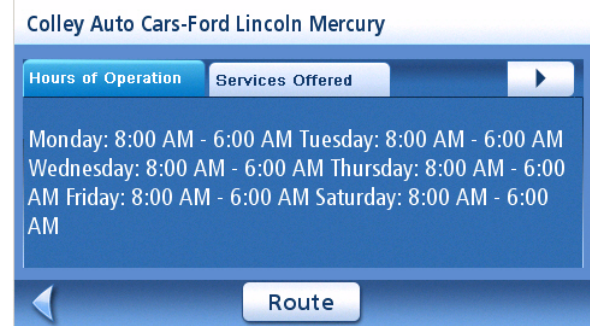 Colley Auto Cars-Ford Lincoln Mercury
Hours of Operation
Services Offered
Monday: 8:00 AM - 6:00 AM Tuesday: 8:00 AM - 6:00 AM
Wednesday: 8:00 AM - 6:00 AM Thursday: 8:00 AM - 6:00
AM Friday: 8:00 AM - 6:00 AM Saturday: 8:00 AM - 6:00
AM
Route